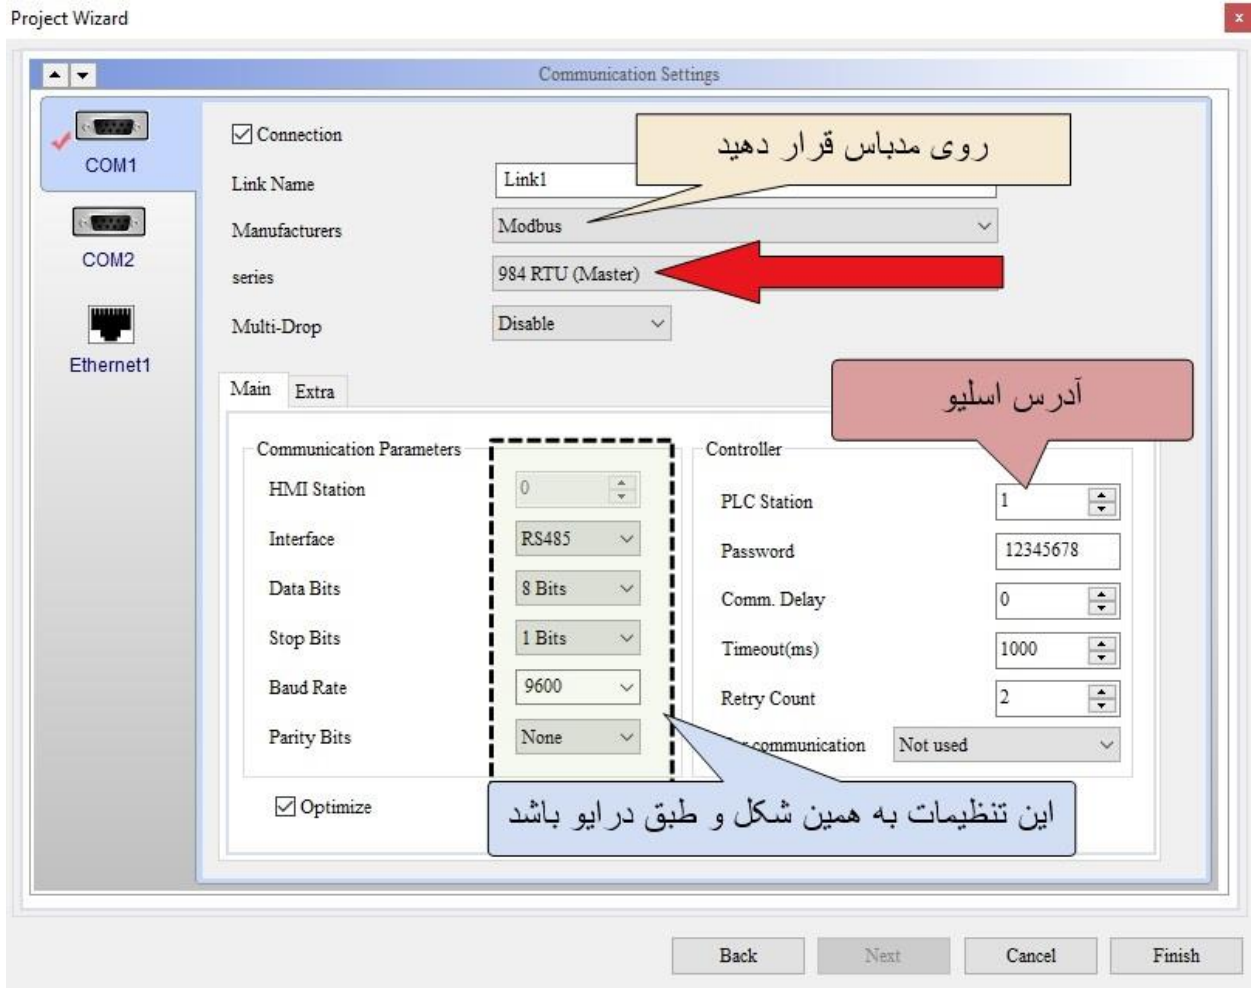 Project Wizard
x
Communication Settings
COM1
COM2
Ethernet1
Connection
روی مدباس قرار دهید
Link Name Link1
Manufacturers Modbus
series 984 RTU (Master)
Multi-Drop Disable
Main Extra
آدرس اسلیو
Communication Parameters
HMI Station 0
Interface RS485
Data Bits 8 Bits
Stop Bits 1 Bits
Baud Rate 9600
Parity Bits None
Optimize
Controller
PLC Station 1
Password 12345678
Comm. Delay 0
Timeout(ms) 1000
Retry Count 2
communication Not used
این تنظیمات به همین شکل و طبق درایو باشد
Back Next Cancel Finish